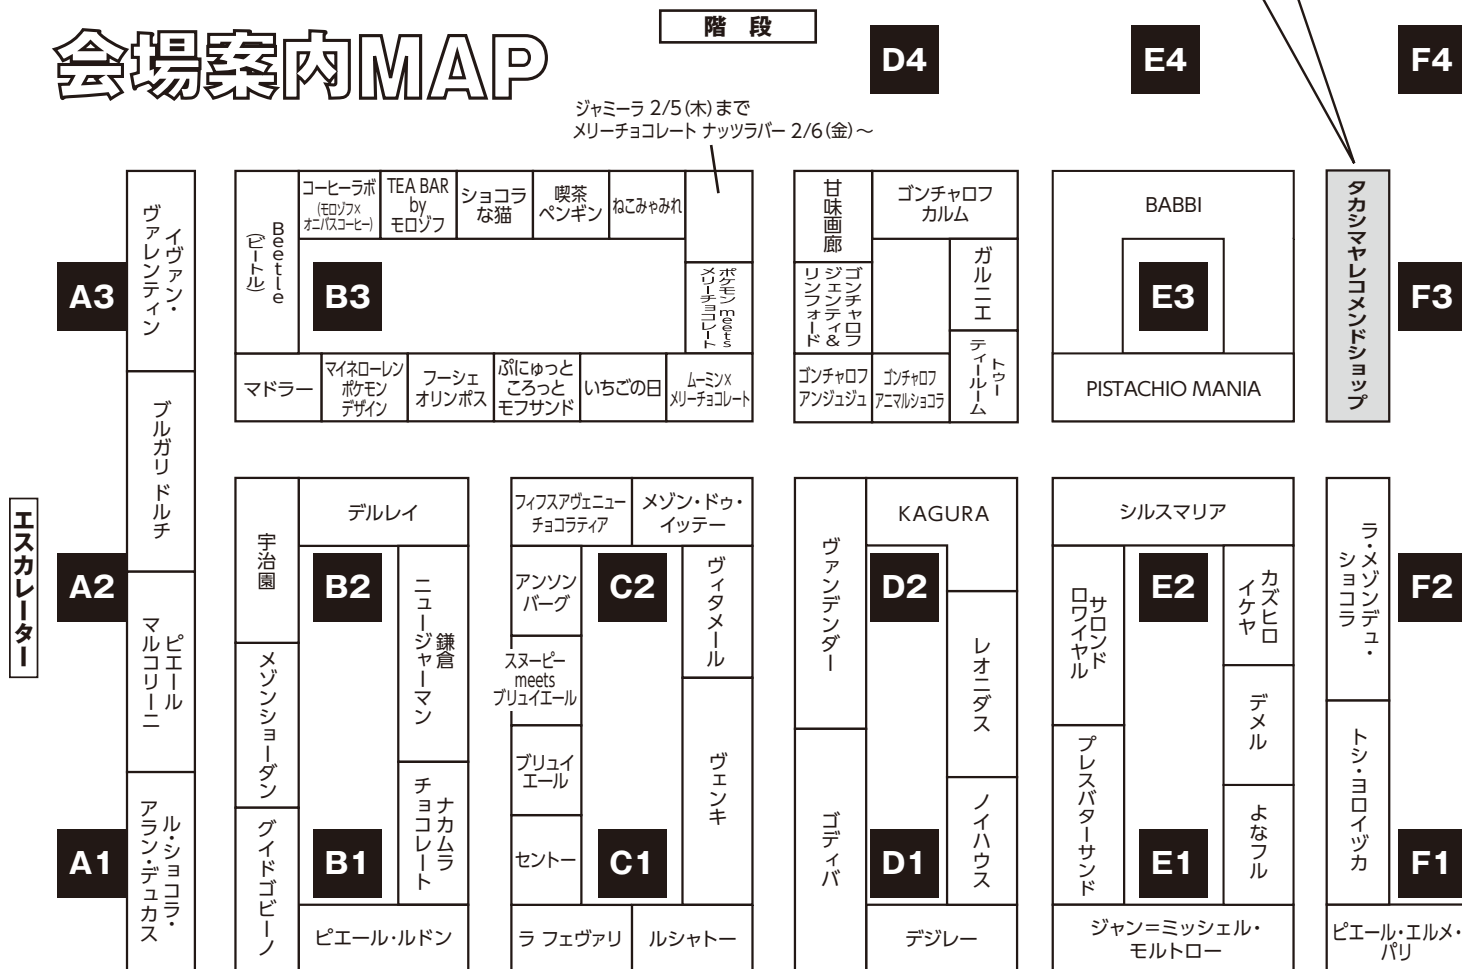 会場案内MAP
階 段
D4
E4
F4
ジャミーラ 2/5(木)まで
メリーチョコレート ナッツラバー 2/6(金)〜
イヴァン・
ヴァレンティン
A3
ブルガリ ドルチ
エスカレーター
A2
ピエール
マルコリーニ
A1
ル・ショコラ・
アラン・デュカス
Beetle
(ビートル)
コーヒーラボ
(モロゾフ×
オニバスコーヒー)
TEA BAR
by
モロゾフ
ショコラ
な猫
喫茶
ペンギン
ねこみゃみれ
B3
ポケモン meets
メリーチョコレート
マドラー
マイネローレン
ポケモン
デザイン
フーシェ
オリンポス
ぷにゅっと
ころっと
モフサンド
いちごの日
ムーミン×
メリーチョコレート
甘味画廊
ゴンチャロフ
カルム
ゴンチャロフ
ジェンティ&
リンフォード
ガルニエ
トゥー
ティールーム
ゴンチャロフ
アンジュジュ
ゴンチャロフ
アニマルショコラ
BABBI
E3
PISTACHIO MANIA
タカシマヤレコメンドショップ
F3
宇治園
デルレイ
B2
鎌倉
ニュージャーマン
メゾンショーダン
グイドゴビーノ
B1
ナカムラ
チョコレート
ピエール・ルドン
フィフスアヴェニュー
チョコラティア
メゾン・ドゥ・
イッテー
アンソン
バーグ
C2
ヴィタメール
スヌーピー
meets
ブリュイエール
ブリュイ
エール
ヴェンキ
セントー
C1
ラ フェヴァリ
ルシャトー
ヴァンデンダー
KAGURA
D2
レオニダス
ゴディバ
D1
ノイハウス
デジレー
シルスマリア
サロンド
ロワイヤル
E2
カズヒロ
イケヤ
デメル
プレスバターサンド
E1
よなフル
ジャン=ミッシェル・
モルトロー
ラ・メゾンデュ・
ショコラ
F2
トシ・ヨロイヅカ
F1
ピエール・エルメ・
パリ